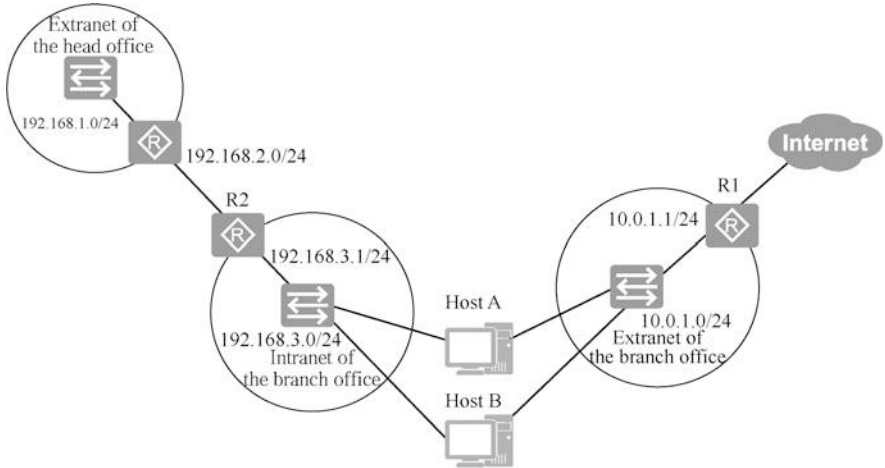 Extranet of
the head office
192.168.1.0/24
R
192.168.2.0/24
R2
R
192.168.3.1/24
192.168.3.0/24
Intranet of
the branch office
Host A
Host B
Internet
R1
R
10.0.1.1/24
10.0.1.0/24
Extranet of
the branch office